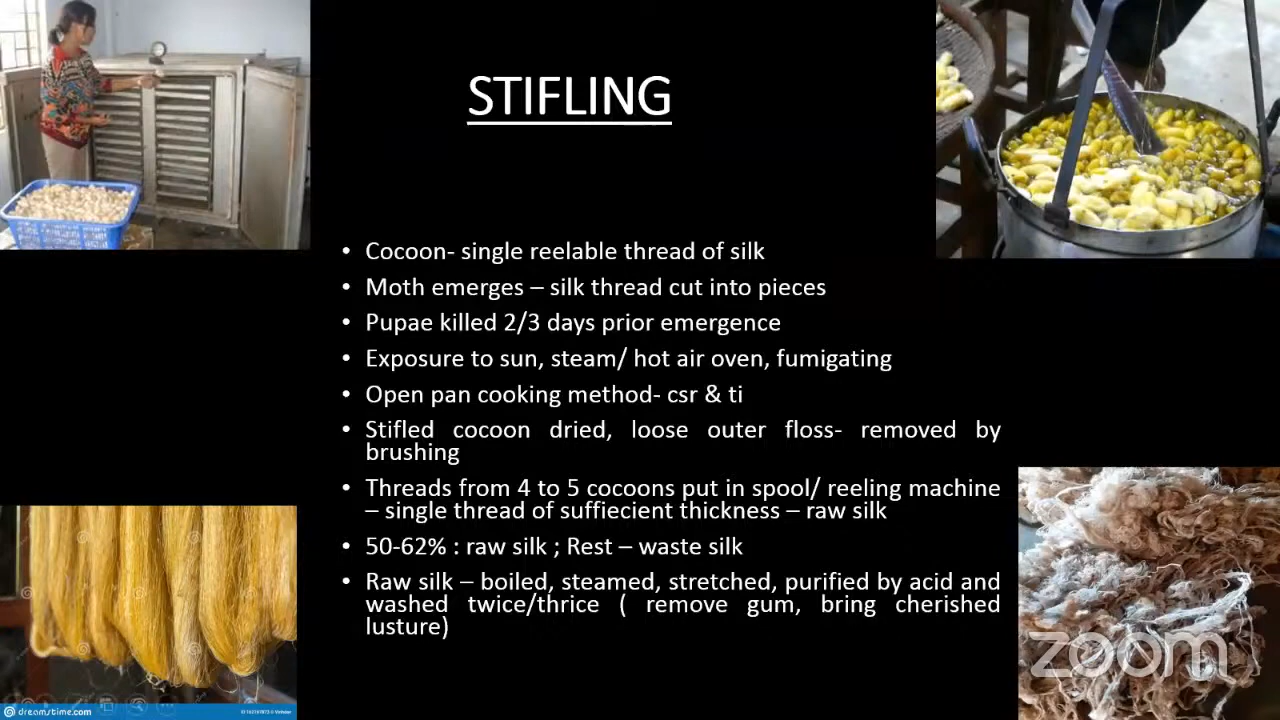 STIFLING
• Cocoon- single reelable thread of silk
• Moth emerges – silk thread cut into pieces
• Pupae killed 2/3 days prior emergence
• Exposure to sun, steam/ hot air oven, fumigating
• Open pan cooking method- csr & ti
• Stifled cocoon dried, loose outer floss- removed by
brushing
• Threads from 4 to 5 cocoons put in spool/ reeling machine
– single thread of suffiecient thickness – raw silk
• 50-62% : raw silk ; Rest – waste silk
• Raw silk – boiled, steamed, stretched, purified by acid and
washed twice/thrice ( remove gum, bring cherished
lusture)
zoom
dreamstime.com